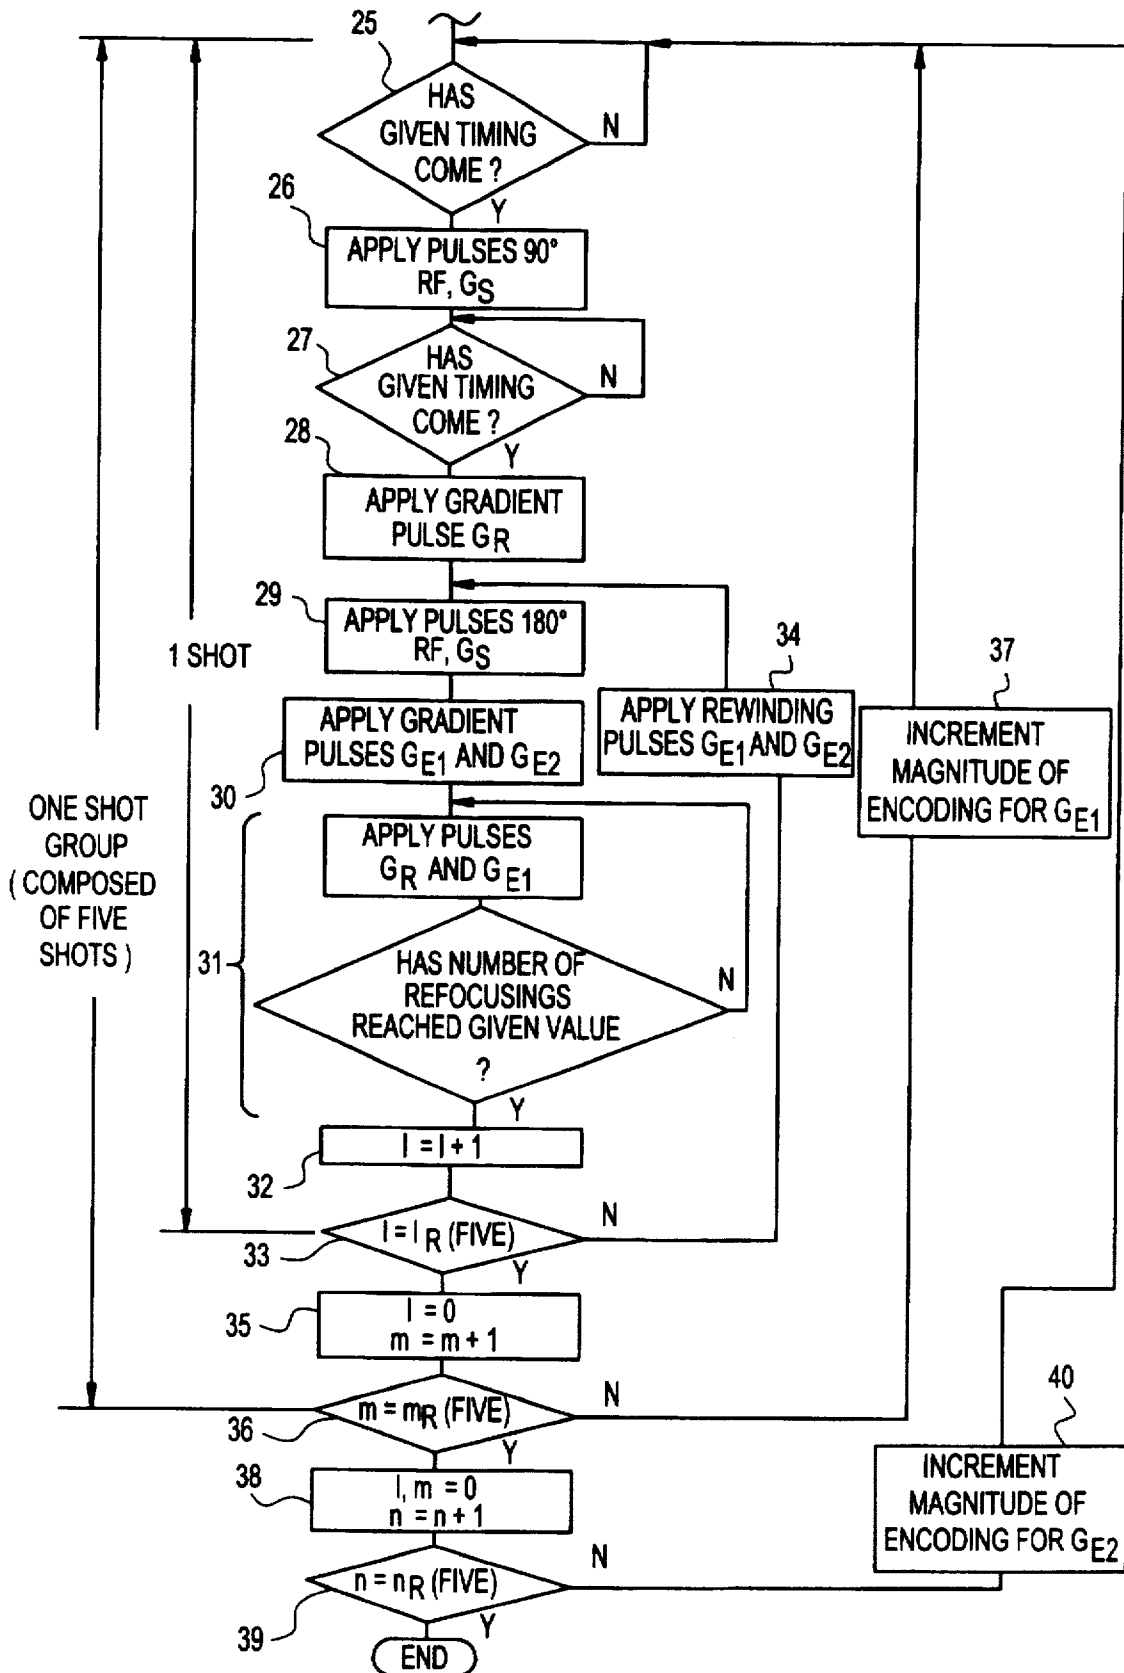 25
HAS
GIVEN TIMING
COME ?
N
Y
26
APPLY PULSES 90°
RF, GS
27
HAS
GIVEN TIMING
COME ?
N
Y
28
APPLY GRADIENT
PULSE GR
29
APPLY PULSES 180°
RF, GS
1 SHOT
34
APPLY REWINDING
PULSES GE1 AND GE2
37
INCREMENT
MAGNITUDE OF
ENCODING FOR GE1
APPLY GRADIENT
PULSES GE1 AND GE2
30
ONE SHOT
GROUP
( COMPOSED
OF FIVE
SHOTS )
APPLY PULSES
GR AND GE1
31
HAS NUMBER OF
REFOCUSINGS
REACHED GIVEN VALUE
?
N
Y
32
l = l + 1
33
l = lR (FIVE)
N
Y
35
l = 0
m = m + 1
36
m = mR (FIVE)
N
Y
40
INCREMENT
MAGNITUDE OF
ENCODING FOR GE2
38
l, m = 0
n = n + 1
39
n = nR (FIVE)
N
Y
END